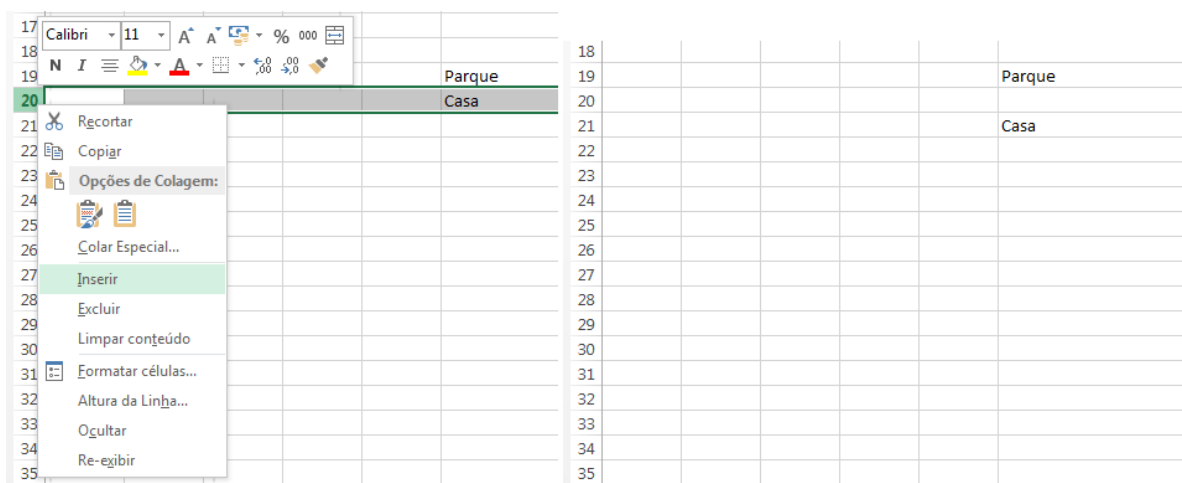 17 Calibri 11 A A % 000
18 N I A ,00 ,00 →,0
19 Parque
20 Casa
21 Recortar
22 Copiar
23 Opções de Colagem:
24
25
26 Colar Especial...
27 Inserir
28 Excluir
29 Limpar conteúdo
30
31 Formatar células...
32 Altura da Linha...
33 Ocultar
34 Re-exibir
35
18
19 Parque
20
21 Casa
22
23
24
25
26
27
28
29
30
31
32
33
34
35